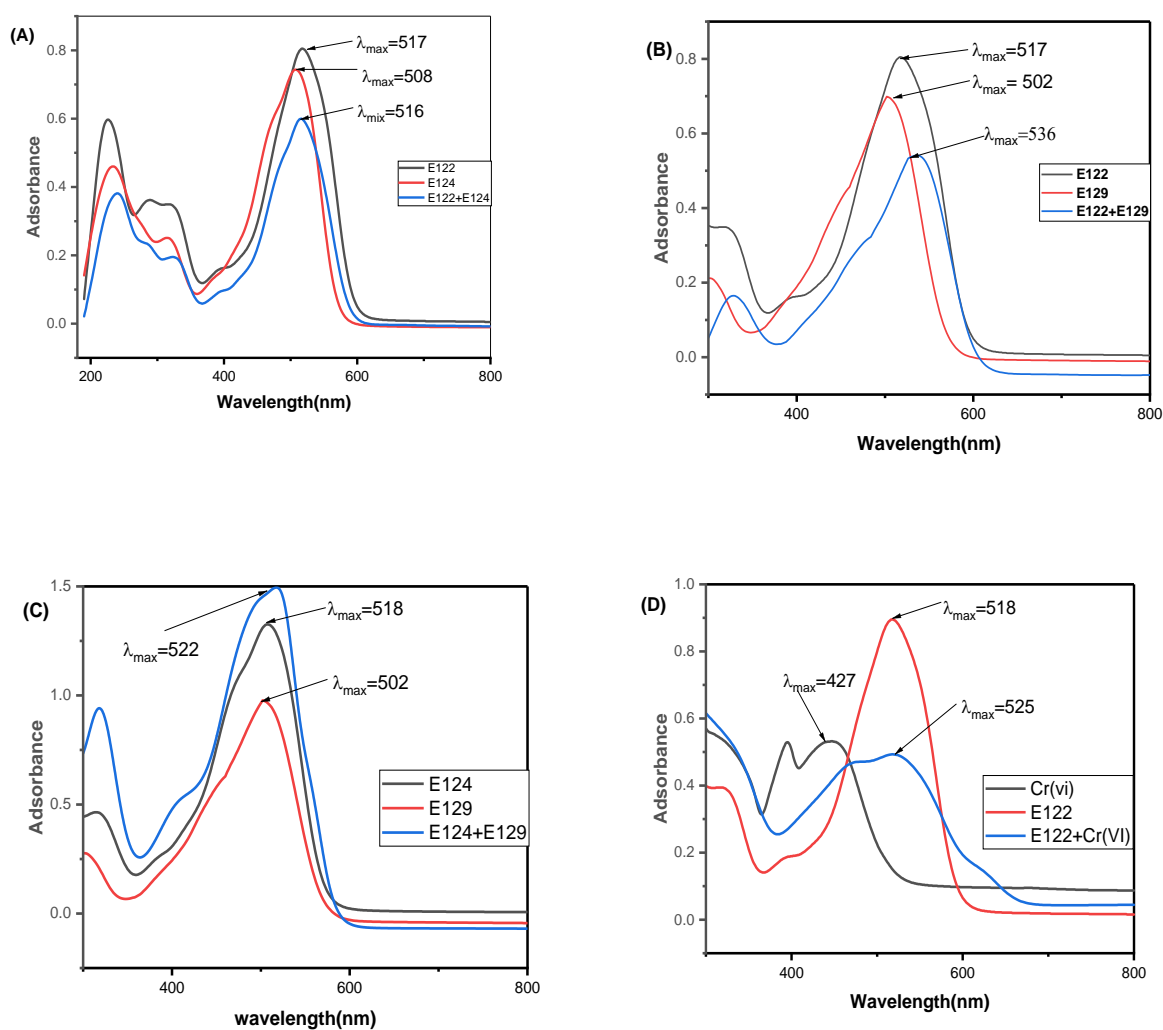 (A)
λmax=517
λmax=508
λmix=516
E122
E124
E122+E124
Adsorbance
0.8
0.6
0.4
0.2
0.0
200 400 600 800
Wavelength(nm)
(B)
λmax=517
λmax= 502
λmax=536
E122
E129
E122+E129
Adsorbance
0.8
0.6
0.4
0.2
0.0
400 600 800
Wavelength(nm)
(C)
λmax=518
λmax=522
λmax=502
E124
E129
E124+E129
Adsorbance
1.5
1.0
0.5
0.0
400 600 800
wavelength(nm)
(D)
λmax=518
λmax=427
λmax=525
Cr(vi)
E122
E122+Cr(VI)
Adsorbance
1.0
0.8
0.6
0.4
0.2
0.0
400 600 800
Wavelength(nm)